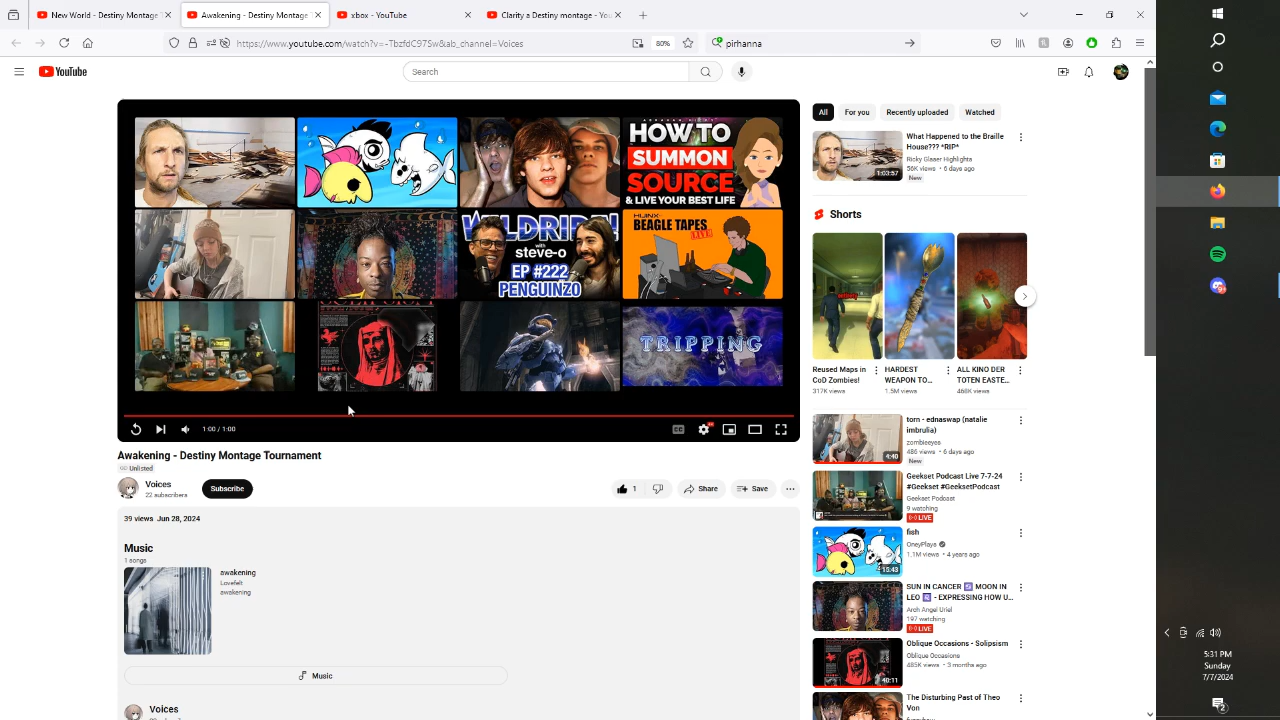 New World - Destiny Montage
Awakening - Destiny Montage
xbox - YouTube
Clarity a Destiny montage - You
https://www.youtube.com/watch?v=-TbzfdC975s&ab_channel=Voices
80%
pirhanna
YouTube
Search
HOW TO
SUMMON
SOURCE
& LIVE YOUR BEST LIFE
WILD RIDE!
with
steve-o
EP #222
PENGUINZ0
HIJINX
BEAGLE TAPES
TRIPPING
1:00 / 1:00
Awakening - Destiny Montage Tournament
Unlisted
Voices
22 subscribers
Subscribe
1
Share
Save
39 views Jun 28, 2024
Music
1 songs
awakening
Lovefelt
awakening
Music
Voices
All
For you
Recently uploaded
Watched
What Happened to the Braille
House??? *RIP*
Ricky Glaser Highlights
56K views • 6 days ago
New
1:03:57
Shorts
Reused Maps in
CoD Zombies!
317K views
HARDEST
WEAPON TO...
1.5M views
ALL KINO DER
TOTEN EASTE...
468K views
torn - ednaswap (natalie
imbrulia)
zombieeyes
486 views • 6 days ago
New
4:40
Geekset Podcast Live 7-7-24
#Geekset #GeeksetPodcast
Geekset Podcast
9 watching
LIVE
fish
OneyPlays
1.1M views • 4 years ago
15:43
SUN IN CANCER ♋ MOON IN
LEO ♌ - EXPRESSING HOW U...
Arch Angel Uriel
197 watching
LIVE
Oblique Occasions - Solipsism
Oblique Occasions
485K views • 3 months ago
40:11
The Disturbing Past of Theo
Von
5:31 PM
Sunday
7/7/2024
2